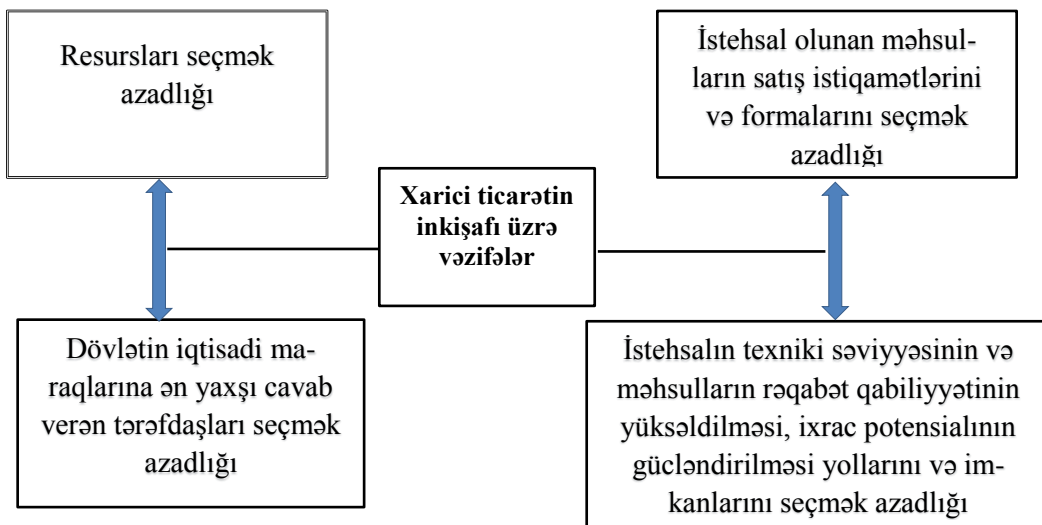 Resursları seçmək
azadlığı
İstehsal olunan məhsul-
ların satış istiqamətlərini
və formalarını seçmək
azadlığı
Xarici ticarətin
inkişafı üzrə
vəzifələr
Dövlətin iqtisadi ma-
raqlarına ən yaxşı cavab
verən tərəfdaşları seçmək
azadlığı
İstehsalın texniki səviyyəsinin və
məhsulların rəqabət qabiliyyətinin
yüksəldilməsi, ixrac potensialının
gücləndirilməsi yollarını və im-
kanlarını seçmək azadlığı